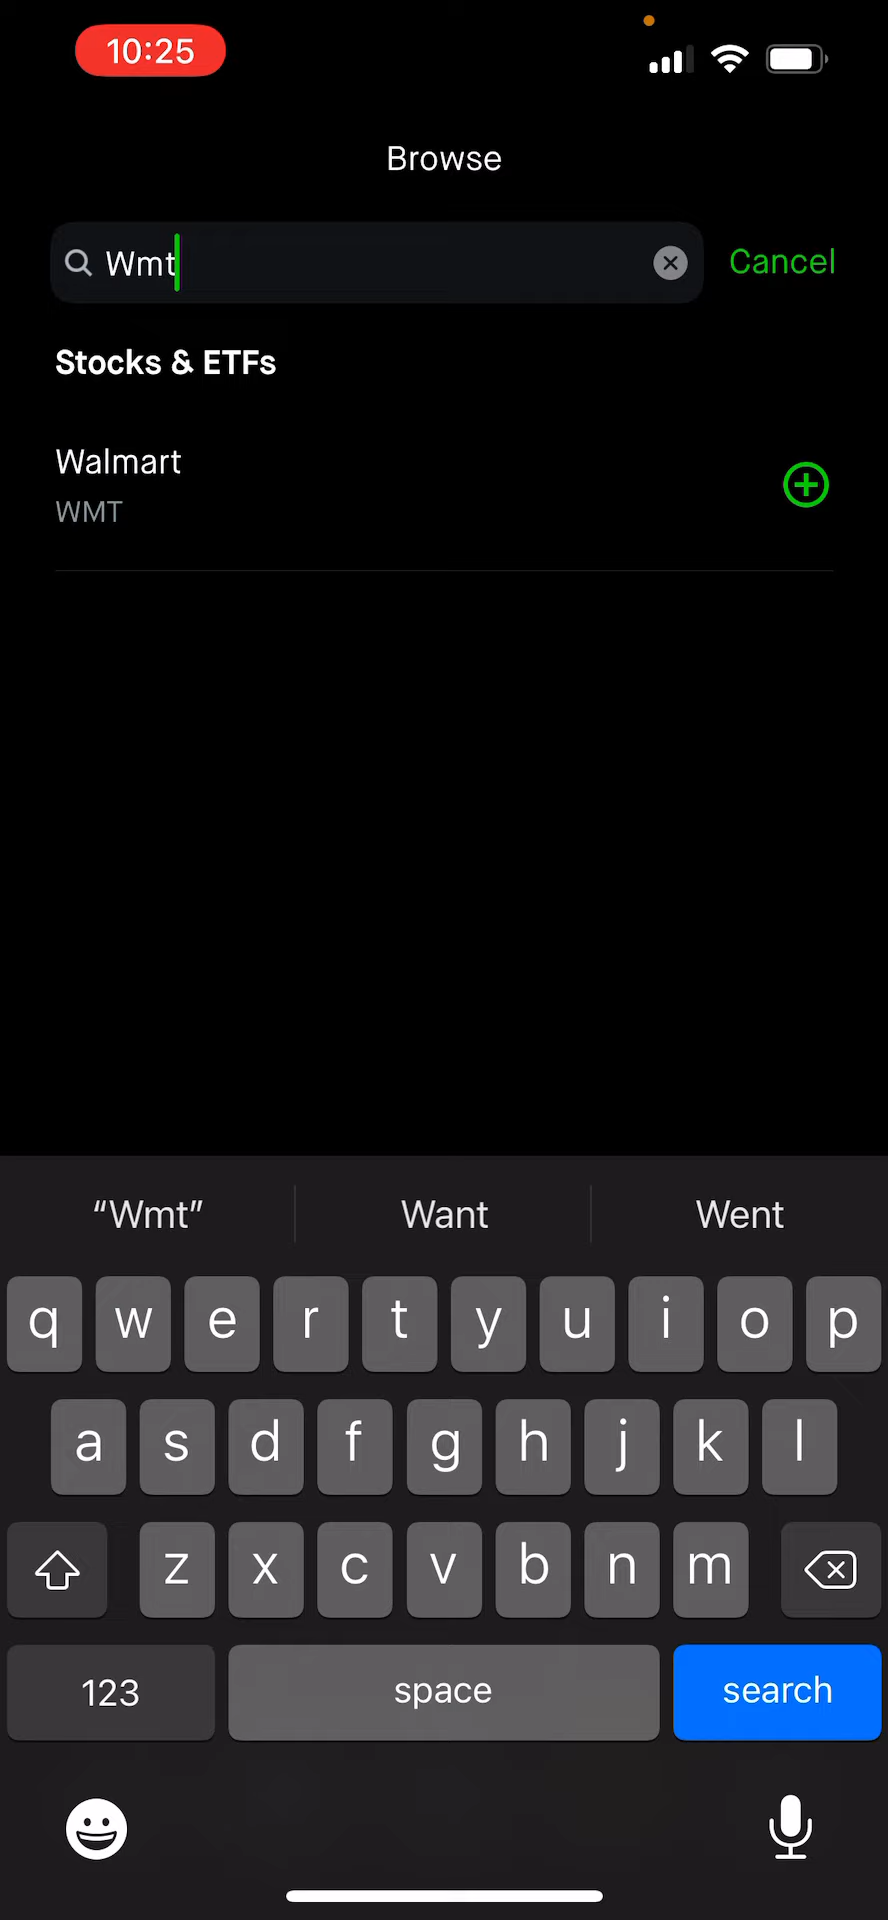 10:25
Browse
Wmt
Cancel
Stocks & ETFs
Walmart
WMT
“Wmt”
Want
Went
q w e r t y u i o p
a s d f g h j k l
z x c v b n m
123
space
search